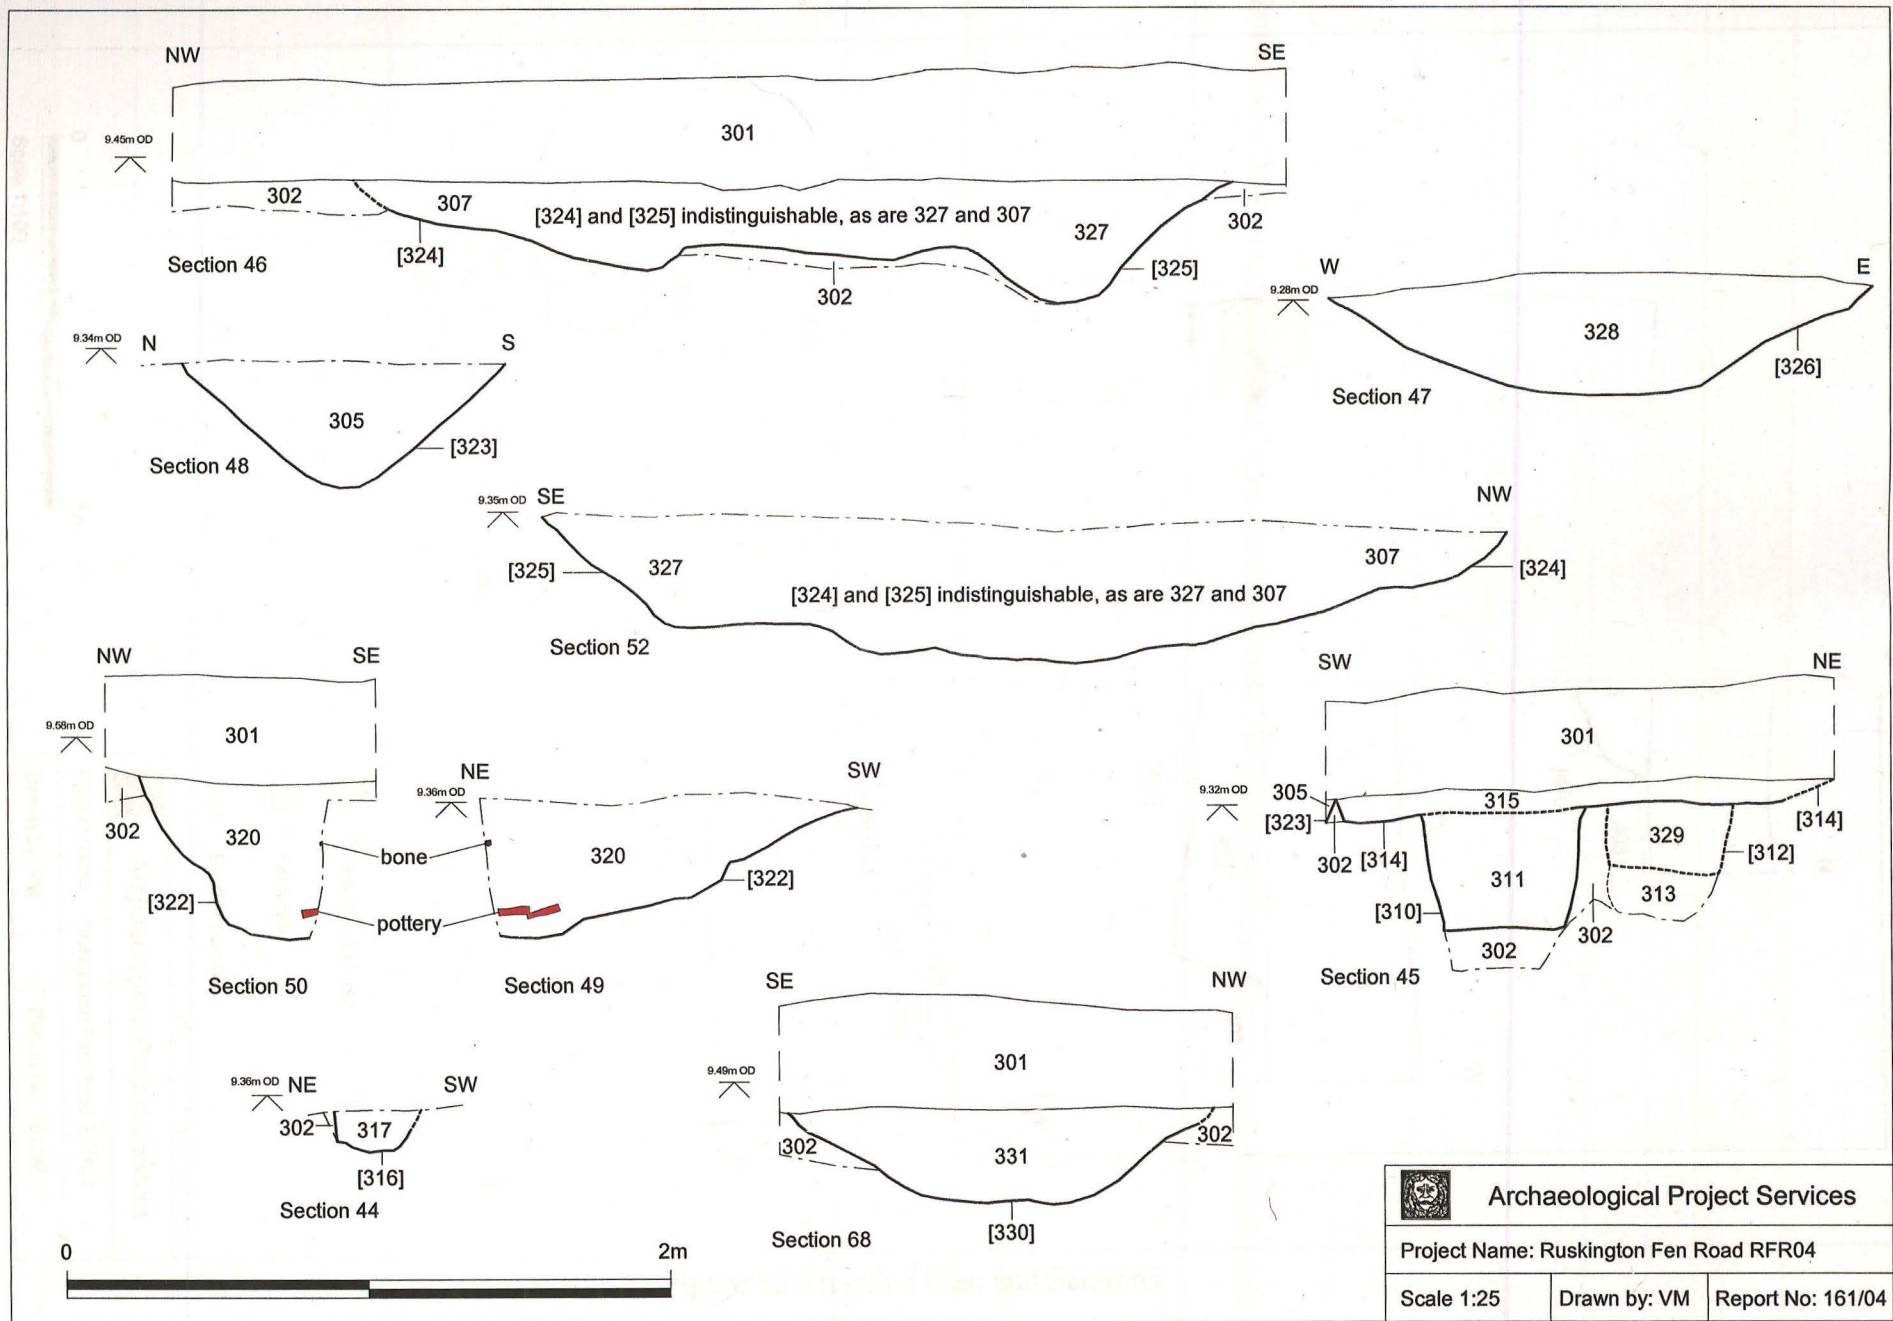 NW
SE
9.45m OD
301
302
307
[324] and [325] indistinguishable, as are 327 and 307
327
302
[324]
[325]
302
Section 46
W
E
9.28m OD
328
[326]
Section 47
9.34m OD
N
S
305
[323]
Section 48
9.35m OD
SE
NW
[325]
327
307
[324]
[324] and [325] indistinguishable, as are 327 and 307
Section 52
NW
SE
9.58m OD
301
302
320
[322]
bone
pottery
Section 50
NE
SW
9.36m OD
320
[322]
Section 49
SW
NE
301
9.32m OD
305
[323]
302
[314]
315
[314]
329
[312]
311
313
[310]
302
302
Section 45
9.36m OD
NE
SW
302
317
[316]
Section 44
SE
NW
301
9.49m OD
302
302
331
[330]
Section 68
0
2m
Archaeological Project Services
Project Name: Ruskington Fen Road RFR04
Scale 1:25
Drawn by: VM
Report No: 161/04